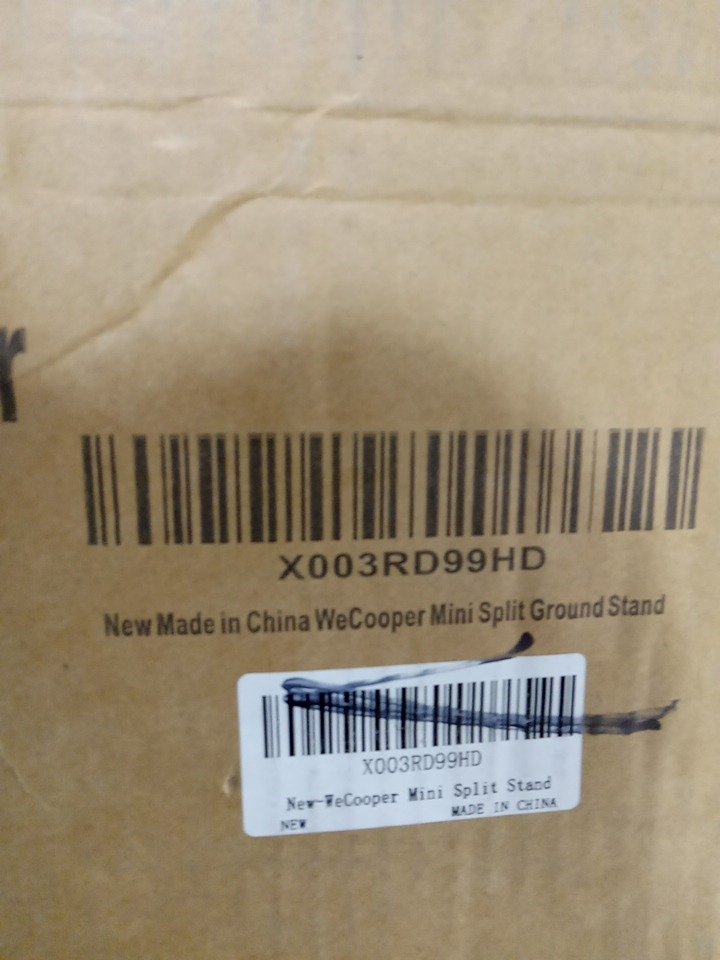 r
X003RD99HD
New Made in China WeCooper Mini Split Ground Stand
X003RD99HD
New-WeCooper Mini Split Stand
NEW MADE IN CHINA